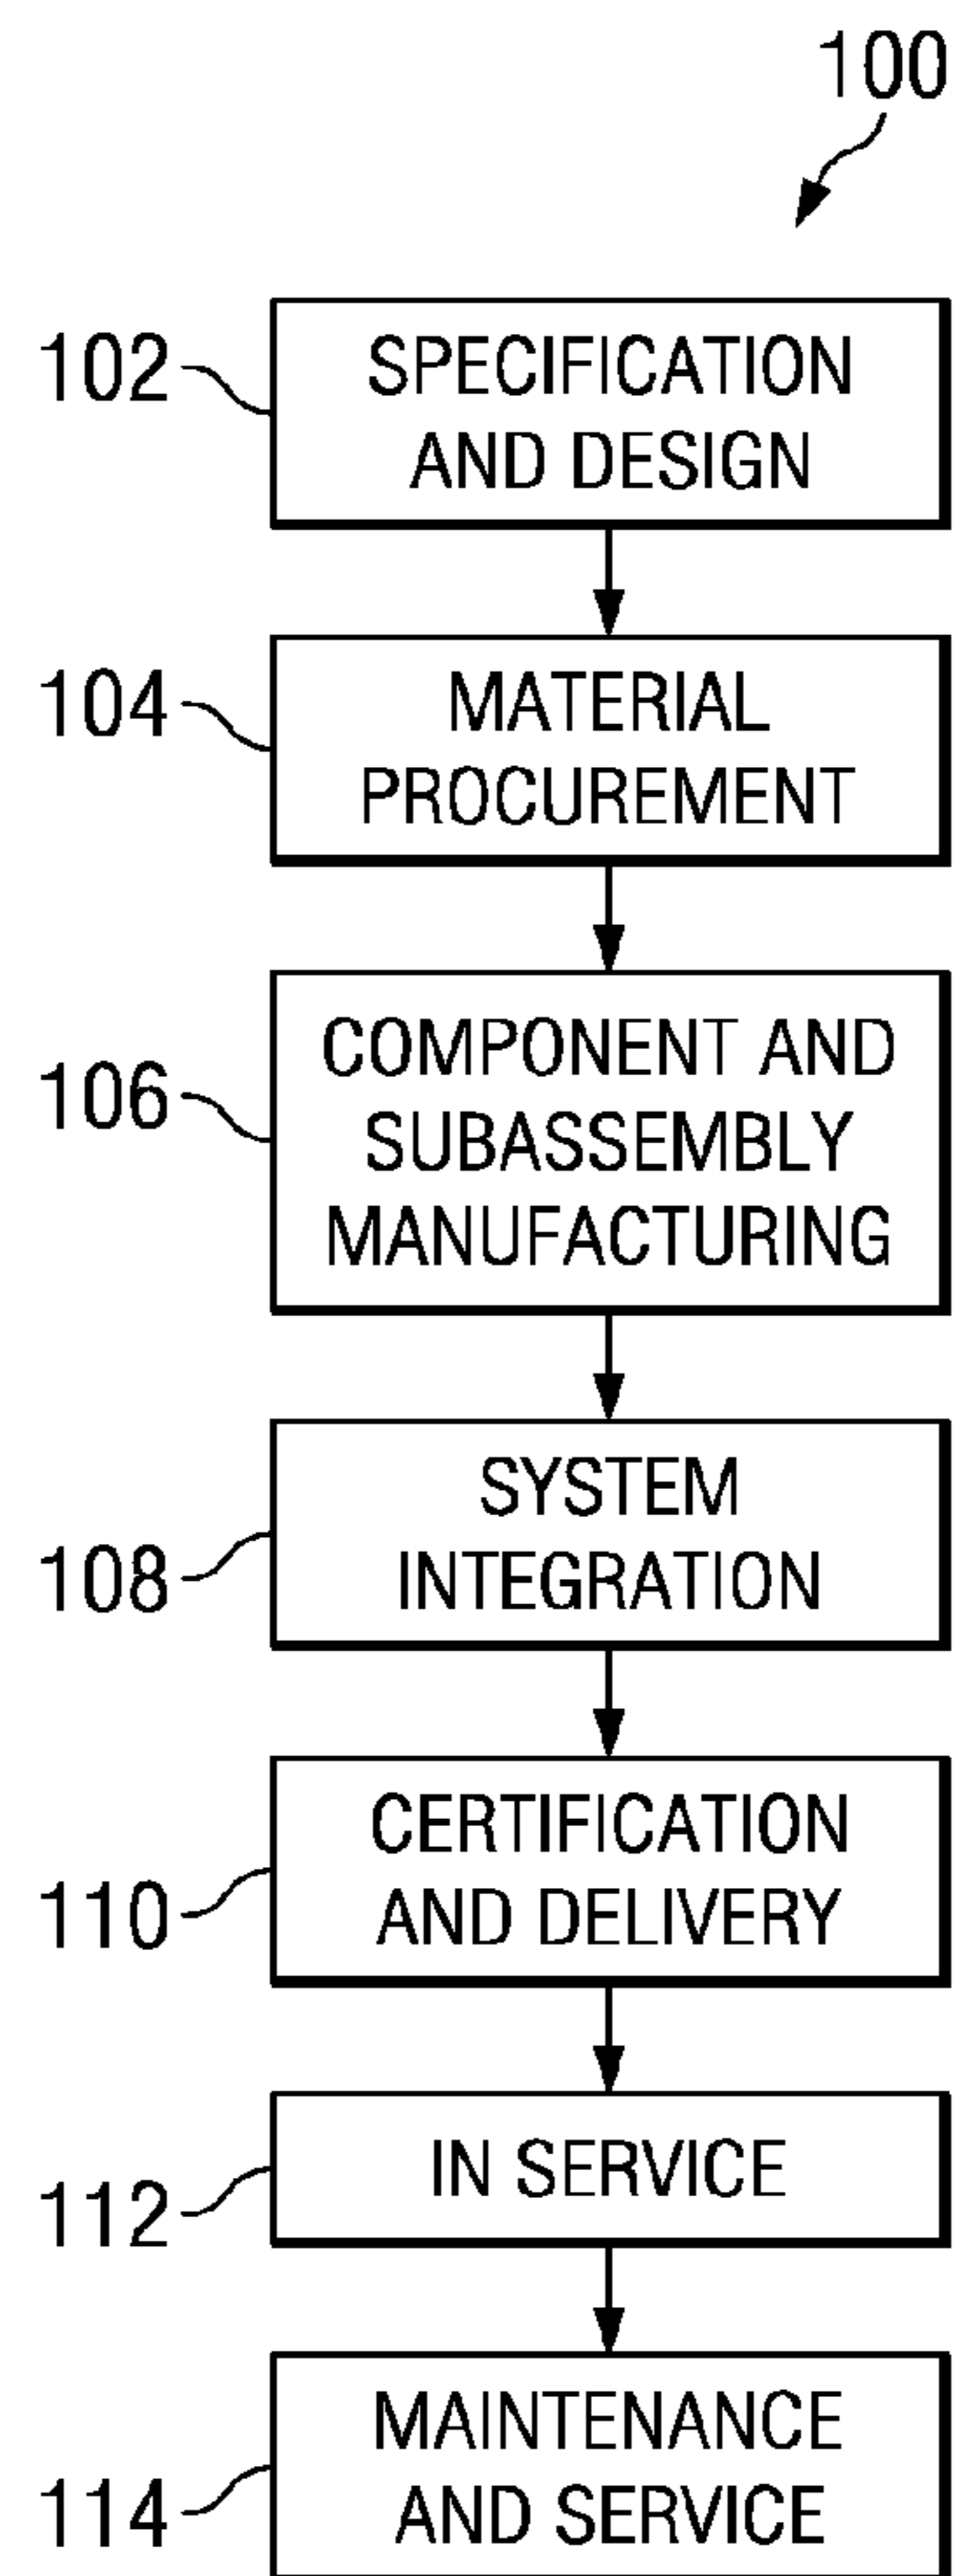 100
102
SPECIFICATION
AND DESIGN
104
MATERIAL
PROCUREMENT
106
COMPONENT AND
SUBASSEMBLY
MANUFACTURING
108
SYSTEM
INTEGRATION
110
CERTIFICATION
AND DELIVERY
112
IN SERVICE
114
MAINTENANCE
AND SERVICE